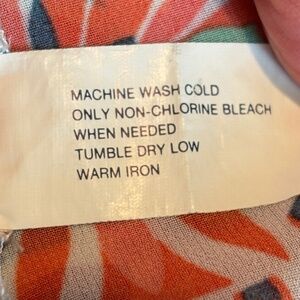 MACHINE WASH COLD
ONLY NON-CHLORINE BLEACH
WHEN NEEDED
TUMBLE DRY LOW
WARM IRON